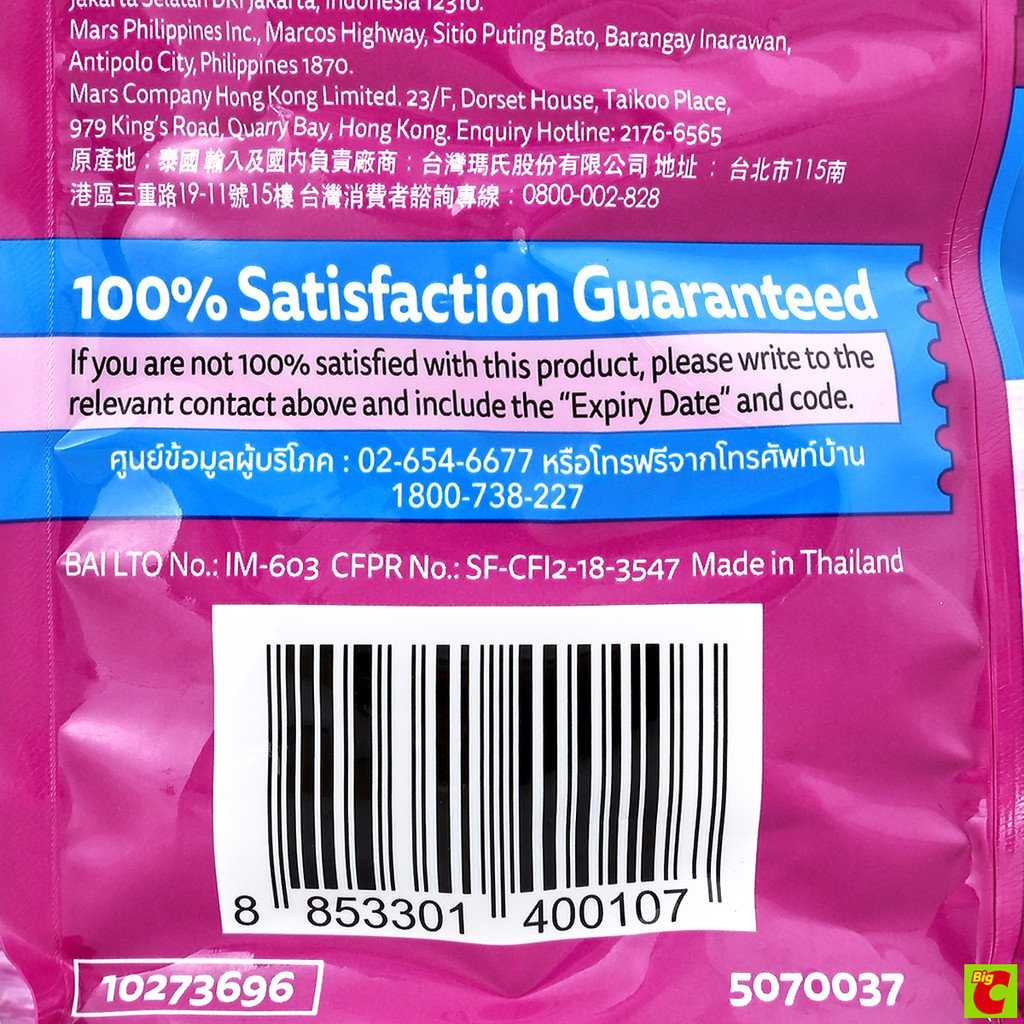 Jakarta Selatan DKI Jakarta, Indonesia 12310.
Mars Philippines Inc., Marcos Highway, Sitio Puting Bato, Barangay Inarawan,
Antipolo City, Philippines 1870.
Mars Company Hong Kong Limited. 23/F, Dorset House, Taikoo Place,
979 King's Road, Quarry Bay, Hong Kong. Enquiry Hotline: 2176-6565
原產地：泰國 輸入及國內負責廠商：台灣瑪氏股份有限公司 地址：台北市115南
港區三重路19-11號15樓 台灣消費者諮詢專線：0800-002-828
100% Satisfaction Guaranteed
If you are not 100% satisfied with this product, please write to the
relevant contact above and include the “Expiry Date” and code.
ศูนย์ข้อมูลผู้บริโภค : 02-654-6677 หรือโทรฟรีจากโทรศัพท์บ้าน
1800-738-227
BAI LTO No.: IM-603 CFPR No.: SF-CFI2-18-3547 Made in Thailand
8 853301 400107
10273696 5070037
Big C